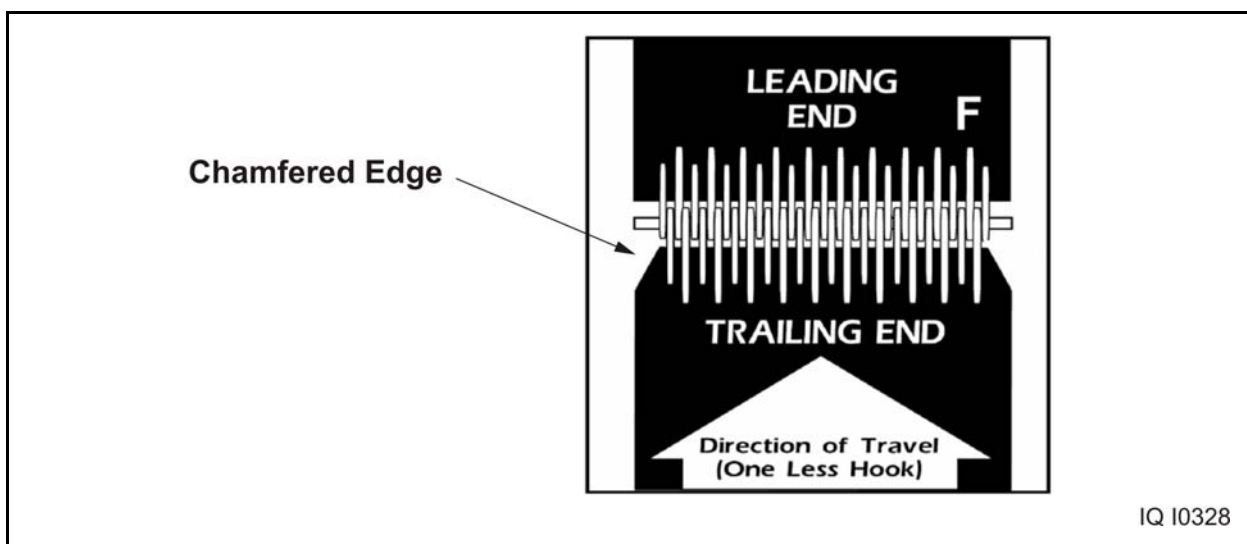 LEADING
END
F
Chamfered Edge
TRAILING END
Direction of Travel
(One Less Hook)
IQ I0328